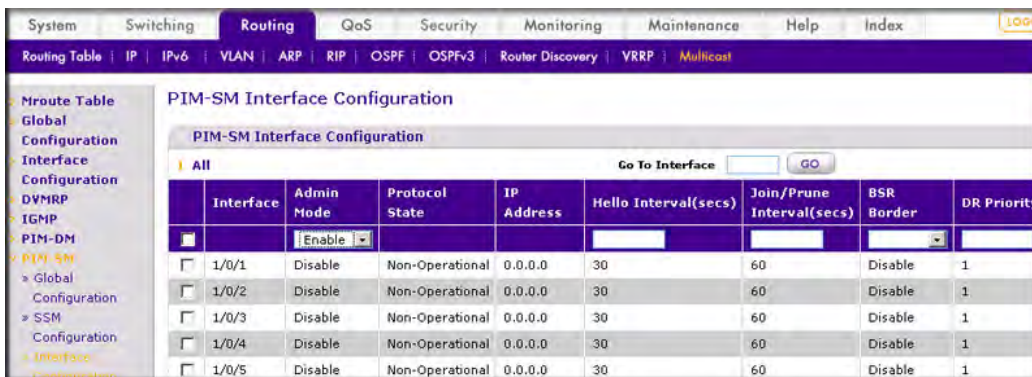 System Switching Routing QoS Security Monitoring Maintenance Help Index
Routing Table | IP | IPv6 | VLAN | ARP | RIP | OSPF | OSPFv3 | Router Discovery | VRRP | Multicast
Mroute Table
Global
Configuration
Interface
Configuration
DVMRP
IGMP
PIM-DM
PIM-SM
» Global
Configuration
» SSM
Configuration
» Interface
PIM-SM Interface Configuration
PIM-SM Interface Configuration
All Go To Interface GO
Interface Admin Mode Protocol State IP Address Hello Interval(secs) Join/Prune Interval(secs) BSR Border DR Priority
Enable
1/0/1 Disable Non-Operational 0.0.0.0 30 60 Disable 1
1/0/2 Disable Non-Operational 0.0.0.0 30 60 Disable 1
1/0/3 Disable Non-Operational 0.0.0.0 30 60 Disable 1
1/0/4 Disable Non-Operational 0.0.0.0 30 60 Disable 1
1/0/5 Disable Non-Operational 0.0.0.0 30 60 Disable 1